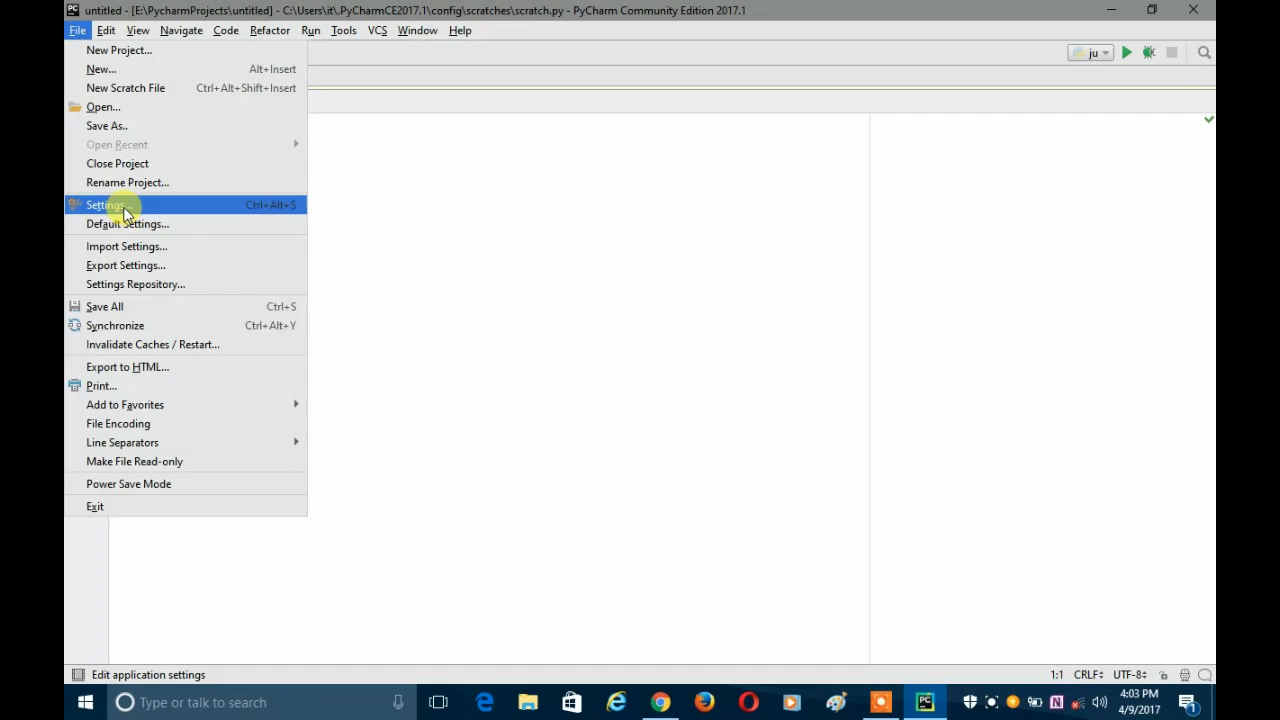 PC untitled - [E:\PycharmProjects\untitled] - C:\Users\it\.PyCharmCE2017.1\config\scratches\scratch.py - PyCharm Community Edition 2017.1
File Edit View Navigate Code Refactor Run Tools VCS Window Help
New Project...
ju
New... Alt+Insert
New Scratch File Ctrl+Alt+Shift+Insert
Open...
Save As..
Open Recent
Close Project
Rename Project...
Settings... Ctrl+Alt+S
Default Settings...
Import Settings...
Export Settings...
Settings Repository...
Save All Ctrl+S
Synchronize Ctrl+Alt+Y
Invalidate Caches / Restart...
Export to HTML...
Print...
Add to Favorites
File Encoding
Line Separators
Make File Read-only
Power Save Mode
Exit
Edit application settings 1:1 CRLF UTF-8
Type or talk to search PC N 4:03 PM
4/9/2017 1